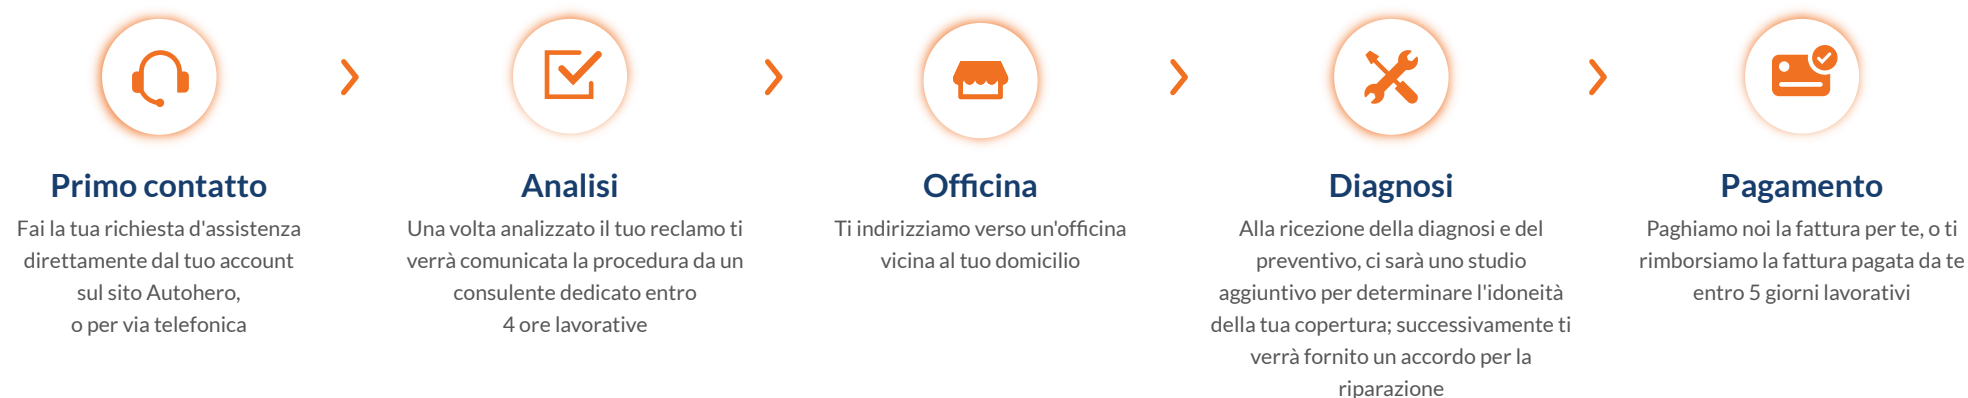 Primo contatto
Fai la tua richiesta d'assistenza
direttamente dal tuo account
sul sito Autohero,
o per via telefonica
Analisi
Una volta analizzato il tuo reclamo ti
verrà comunicata la procedura da un
consulente dedicato entro
4 ore lavorative
Officina
Ti indirizziamo verso un'officina
vicina al tuo domicilio
Diagnosi
Alla ricezione della diagnosi e del
preventivo, ci sarà uno studio
aggiuntivo per determinare l'idoneità
della tua copertura; successivamente ti
verrà fornito un accordo per la
riparazione
Pagamento
Paghiamo noi la fattura per te, o ti
rimborsiamo la fattura pagata da te
entro 5 giorni lavorativi